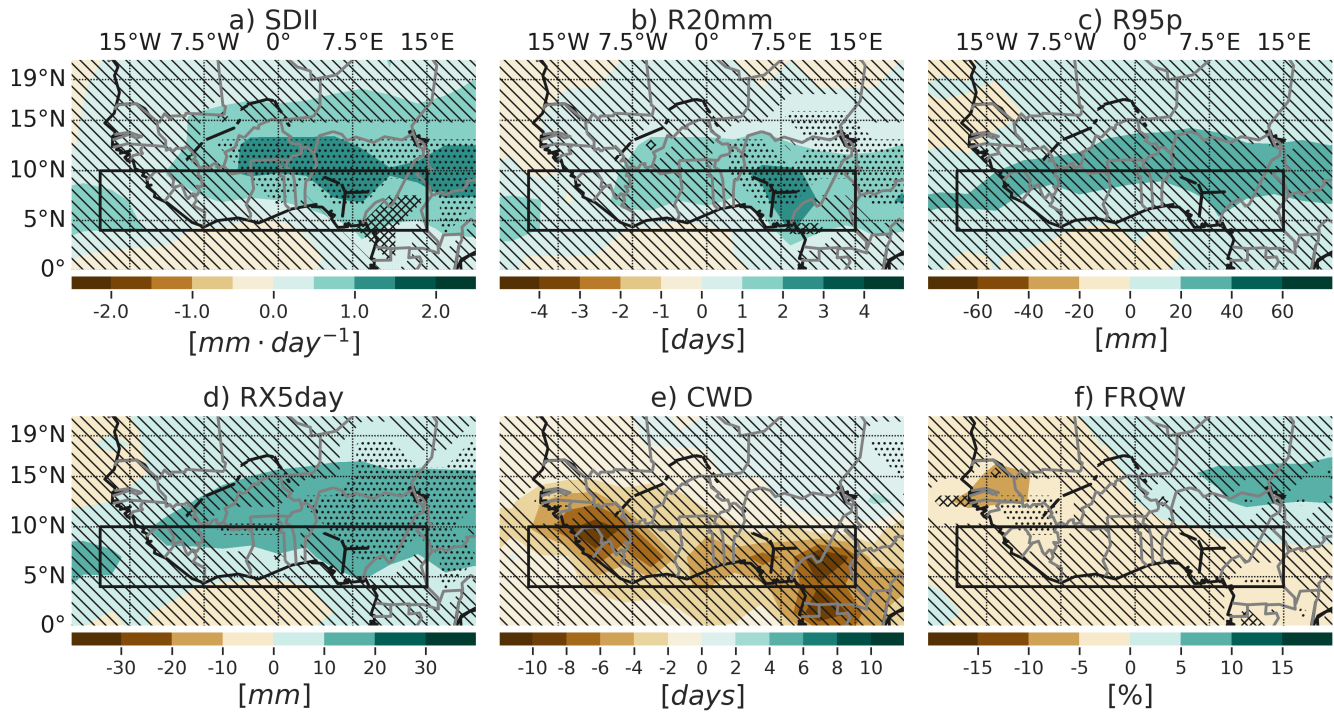 a) SDII
b) R20mm
c) R95p
15°W 7.5°W 0° 7.5°E 15°E
15°W 7.5°W 0° 7.5°E 15°E
15°W 7.5°W 0° 7.5°E 15°E
19°N
15°N
10°N
5°N
0°
-2.0 -1.0 0.0 1.0 2.0
-4 -3 -2 -1 0 1 2 3 4
-60 -40 -20 0 20 40 60
[mm · day⁻¹]
[days]
[mm]
d) RX5day
e) CWD
f) FRQW
19°N
15°N
10°N
5°N
0°
-30 -20 -10 0 10 20 30
-10 -8 -6 -4 -2 0 2 4 6 8 10
-15 -10 -5 0 5 10 15
[mm]
[days]
[%]